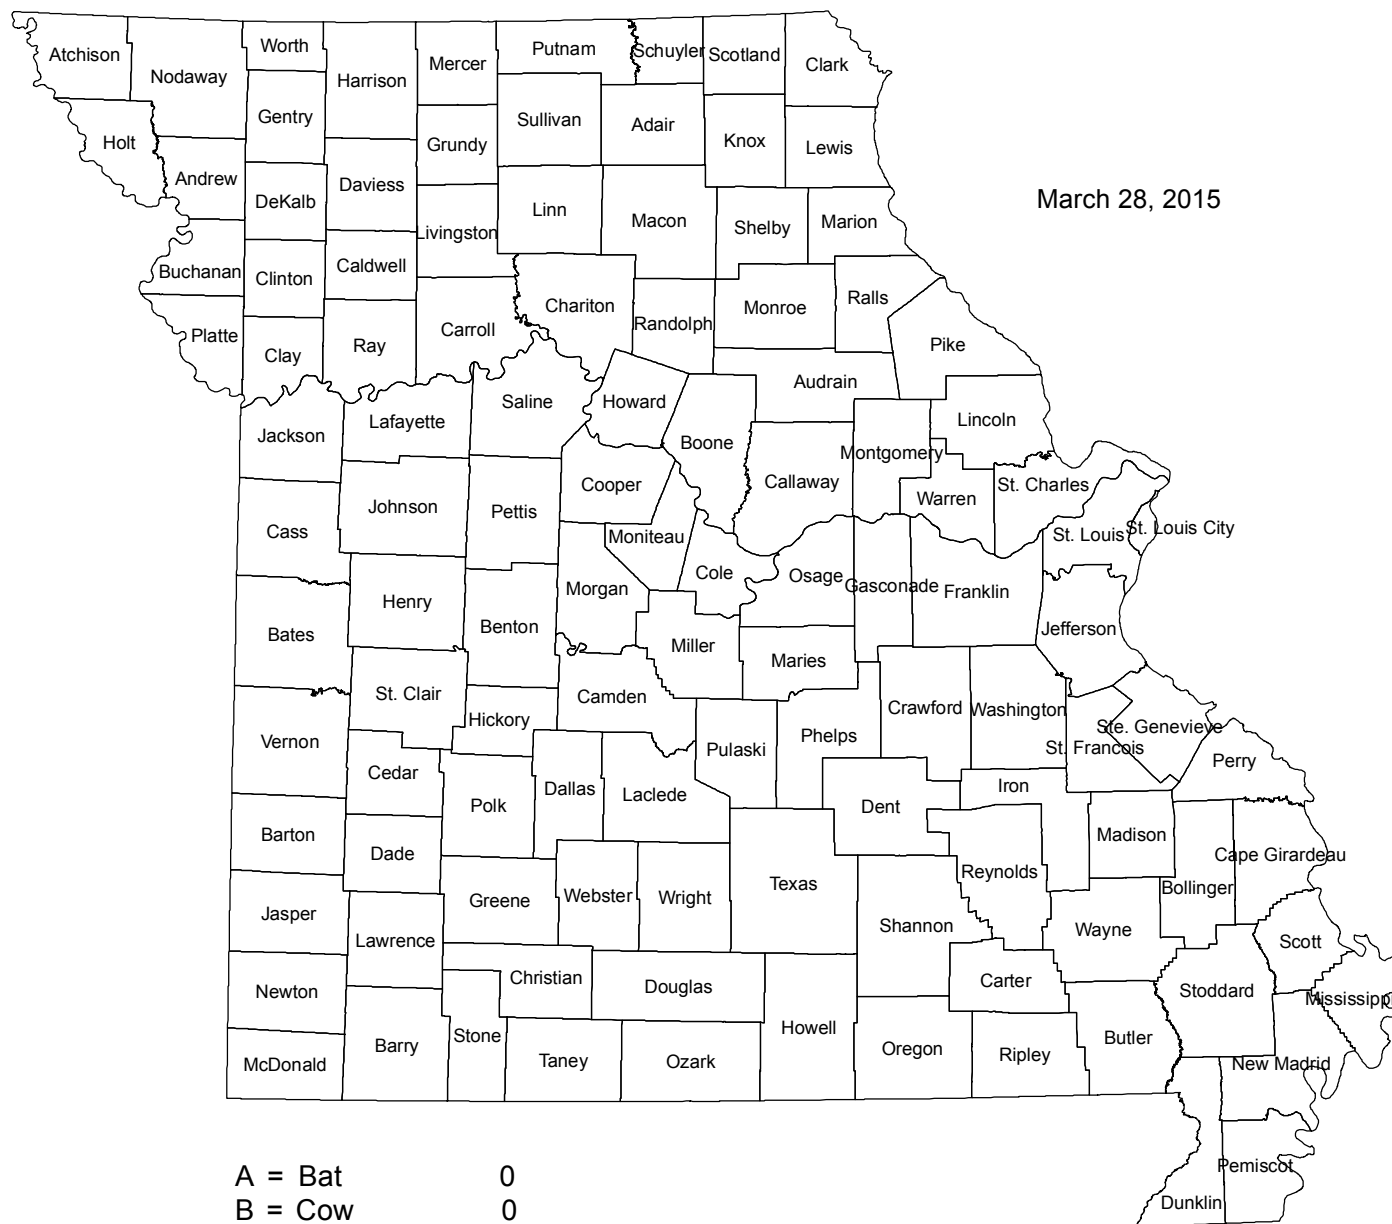 Atchison
Nodaway
Worth
Harrison
Mercer
Putnam
Schuyler
Scotland
Clark
Holt
Gentry
Sullivan
Adair
Knox
Lewis
Grundy
Andrew
DeKalb
Daviess
Livingston
Linn
Macon
Shelby
Marion
March 28, 2015
Buchanan
Clinton
Caldwell
Chariton
Randolph
Monroe
Ralls
Platte
Clay
Ray
Carroll
Pike
Audrain
Saline
Howard
Lafayette
Jackson
Boone
Lincoln
Montgomery
Callaway
Cooper
Warren
St. Charles
Johnson
Pettis
Cass
Moniteau
St. Louis
St. Louis City
Cole
Osage
Gasconade
Franklin
Morgan
Henry
Benton
Bates
Miller
Maries
Jefferson
St. Clair
Camden
Hickory
Crawford
Washington
Ste. Genevieve
St. Francois
Vernon
Pulaski
Phelps
Perry
Cedar
Polk
Dallas
Laclede
Dent
Iron
Barton
Dade
Madison
Cape Girardeau
Texas
Reynolds
Bollinger
Jasper
Greene
Webster
Wright
Shannon
Wayne
Lawrence
Scott
Newton
Christian
Douglas
Carter
Stoddard
Mississippi
Howell
Stone
Barry
Oregon
Ripley
Butler
McDonald
Taney
Ozark
New Madrid
Pemiscot
Dunklin
A = Bat 0
B = Cow 0